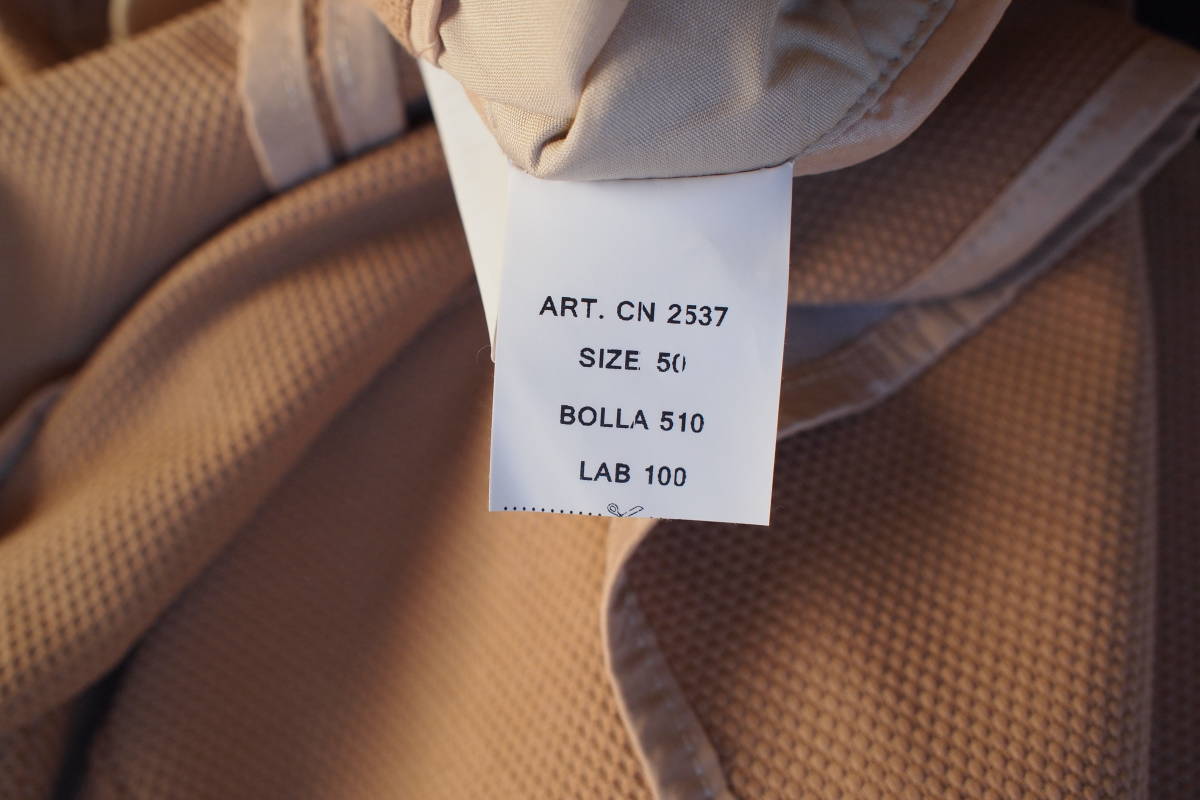 ART. CN 2537
SIZE 50
BOLLA 510
LAB 100